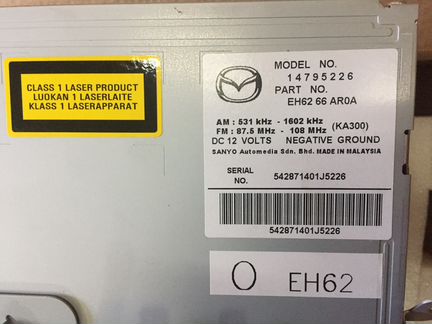 CLASS 1 LASER PRODUCT
LUOKAN 1 LASERLAITE
KLASS 1 LASERAPPARAT
MODEL NO.
14795226
PART NO.
EH62 66 AR0A
AM : 531 kHz - 1602 kHz
FM : 87.5 MHz - 108 MHz (KA300)
DC 12 VOLTS NEGATIVE GROUND
SANYO Automedia Sdn. Bhd. MADE IN MALAYSIA
SERIAL NO. 542871401J5226
542871401J5226
O EH62